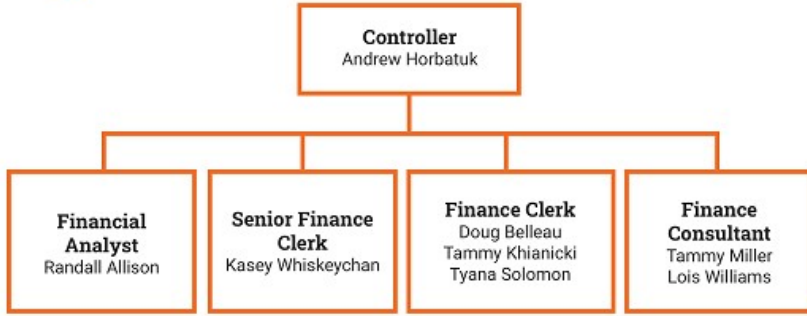 Controller
Andrew Horbatuk
Financial
Analyst
Randall Allison
Senior Finance
Clerk
Kasey Whiskeychan
Finance Clerk
Doug Belleau
Tammy Khianicki
Tyana Solomon
Finance
Consultant
Tammy Miller
Lois Williams